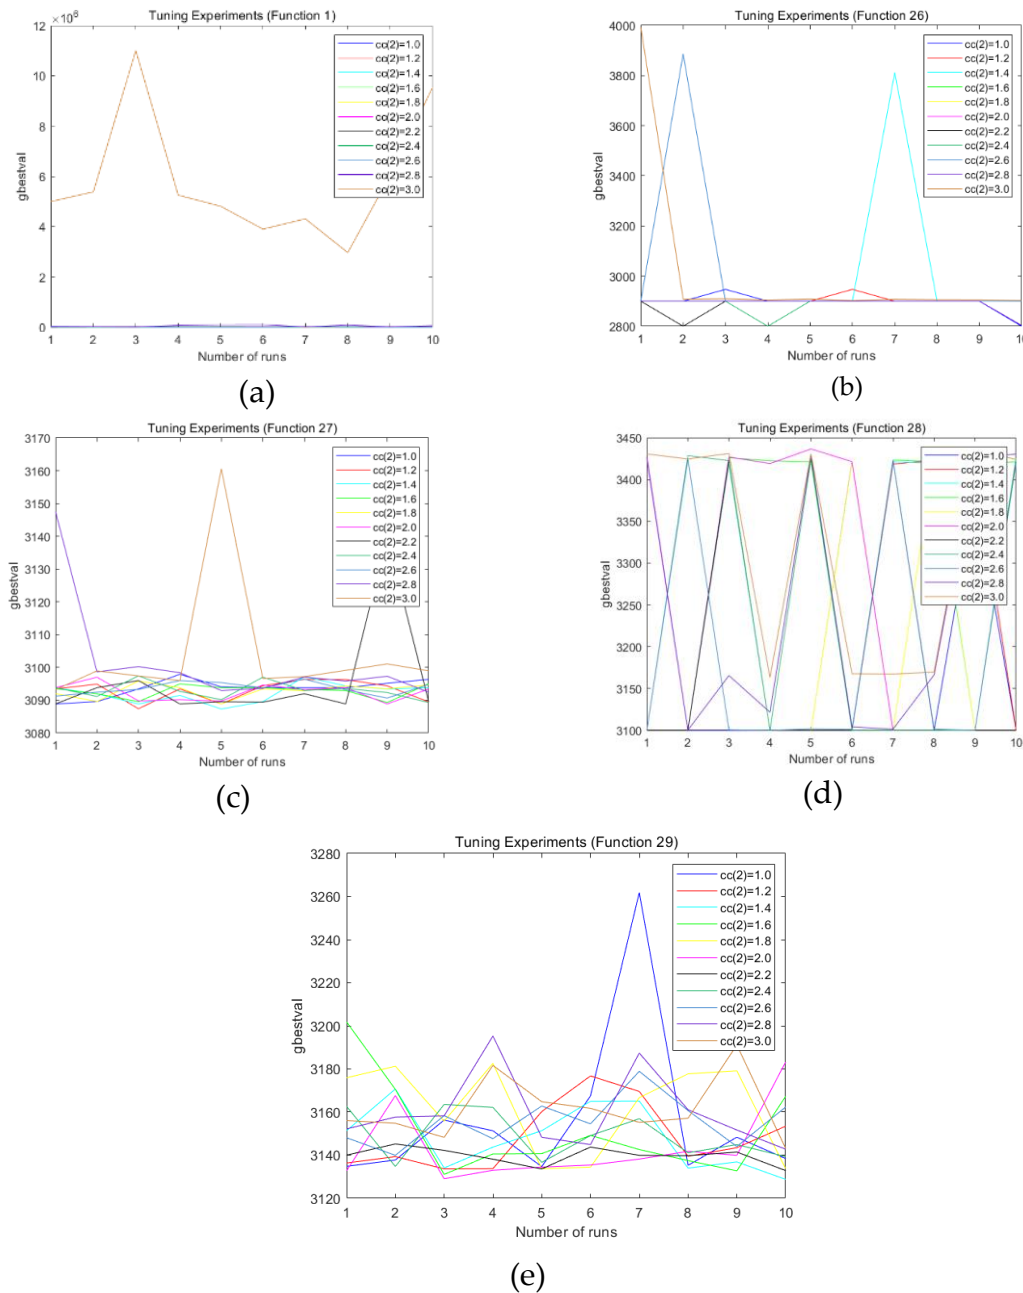 Tuning Experiments (Function 1)
12 × 10^6
10
8
6
4
2
0
gbestval
cc(2)=1.0
cc(2)=1.2
cc(2)=1.4
cc(2)=1.6
cc(2)=1.8
cc(2)=2.0
cc(2)=2.2
cc(2)=2.4
cc(2)=2.6
cc(2)=2.8
cc(2)=3.0
1 2 3 4 5 6 7 8 9 10
Number of runs
(a)
Tuning Experiments (Function 26)
4000
3800
3600
3400
3200
3000
2800
gbestval
cc(2)=1.0
cc(2)=1.2
cc(2)=1.4
cc(2)=1.6
cc(2)=1.8
cc(2)=2.0
cc(2)=2.2
cc(2)=2.4
cc(2)=2.6
cc(2)=2.8
cc(2)=3.0
1 2 3 4 5 6 7 8 9 10
Number of runs
(b)
Tuning Experiments (Function 27)
3170
3160
3150
3140
3130
3120
3110
3100
3090
3080
gbestval
cc(2)=1.0
cc(2)=1.2
cc(2)=1.4
cc(2)=1.6
cc(2)=1.8
cc(2)=2.0
cc(2)=2.2
cc(2)=2.4
cc(2)=2.6
cc(2)=2.8
cc(2)=3.0
1 2 3 4 5 6 7 8 9 10
Number of runs
(c)
Tuning Experiments (Function 28)
3450
3400
3350
3300
3250
3200
3150
3100
gbestval
cc(2)=1.0
cc(2)=1.2
cc(2)=1.4
cc(2)=1.6
cc(2)=1.8
cc(2)=2.0
cc(2)=2.2
cc(2)=2.4
cc(2)=2.6
cc(2)=2.8
cc(2)=3.0
1 2 3 4 5 6 7 8 9 10
Number of runs
(d)
Tuning Experiments (Function 29)
3280
3260
3240
3220
3200
3180
3160
3140
3120
gbestval
cc(2)=1.0
cc(2)=1.2
cc(2)=1.4
cc(2)=1.6
cc(2)=1.8
cc(2)=2.0
cc(2)=2.2
cc(2)=2.4
cc(2)=2.6
cc(2)=2.8
cc(2)=3.0
1 2 3 4 5 6 7 8 9 10
Number of runs
(e)